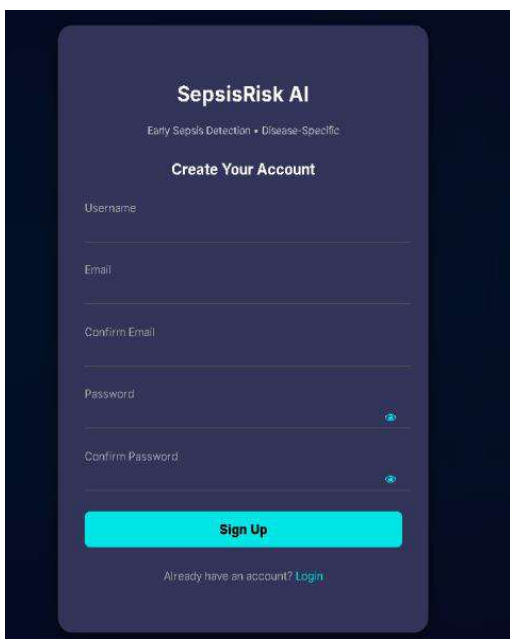 SepsisRisk AI
Early Sepsis Detection • Disease-Specific
Create Your Account
Username
Email
Confirm Email
Password
Confirm Password
Sign Up
Already have an account? Login